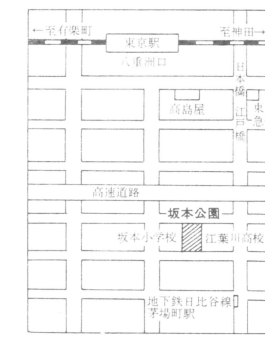 ←至有楽町
至神田→
東京駅
八重洲口
日本橋
江戸橋
高島屋
東急
高速道路
坂本公園
坂本小学校
江葉川高校
地下鉄日比谷線
茅場町駅